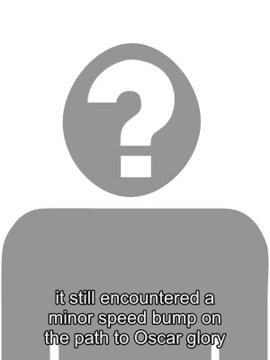 ?
it still encountered a
minor speed bump on
the path to Oscar glory